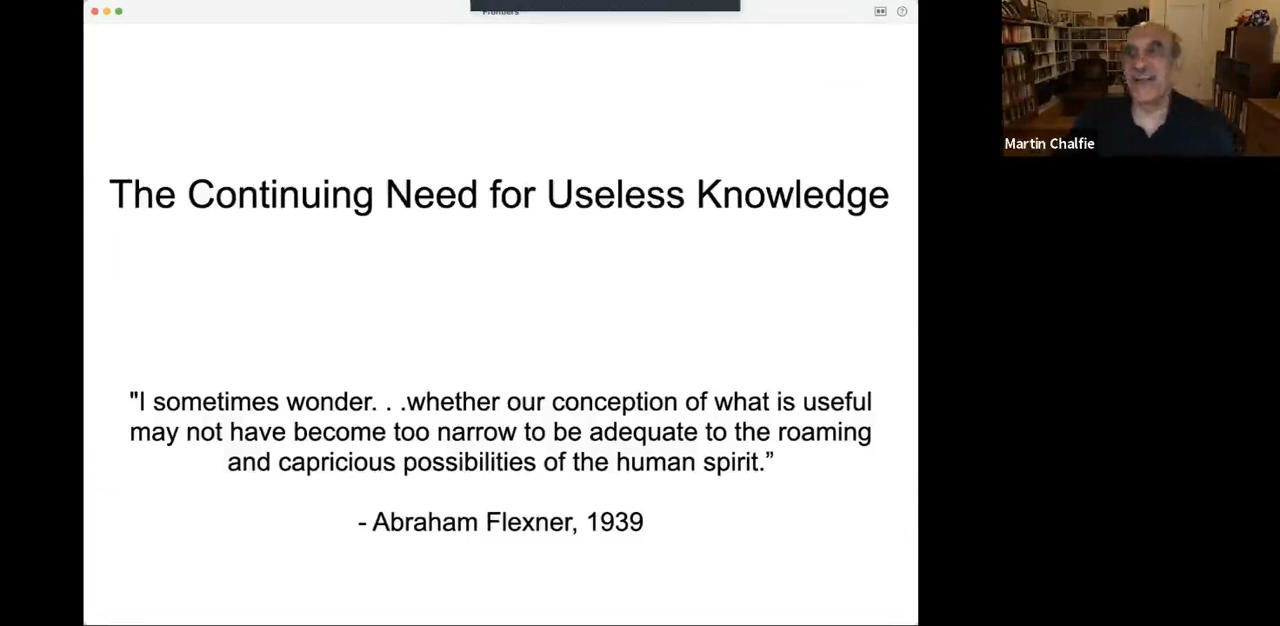 Frontiers
The Continuing Need for Useless Knowledge
"I sometimes wonder. . .whether our conception of what is useful
may not have become too narrow to be adequate to the roaming
and capricious possibilities of the human spirit.”
- Abraham Flexner, 1939
Martin Chalfie